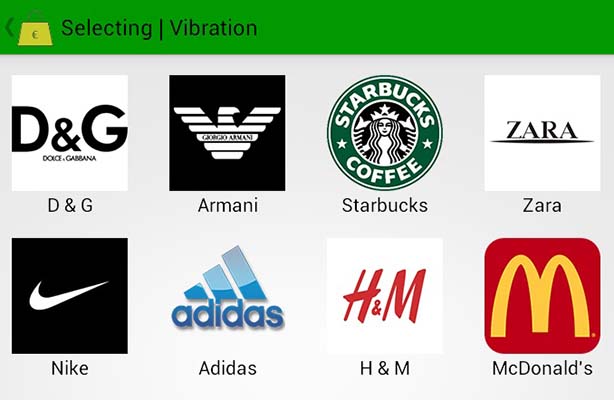 € Selecting | Vibration
D&G
DOLCE & GABBANA
GIORGIO ARMANI
STARBUCKS
COFFEE
ZARA
D & G
Armani
Starbucks
Zara
adidas
H&M
Nike
Adidas
H & M
McDonald's